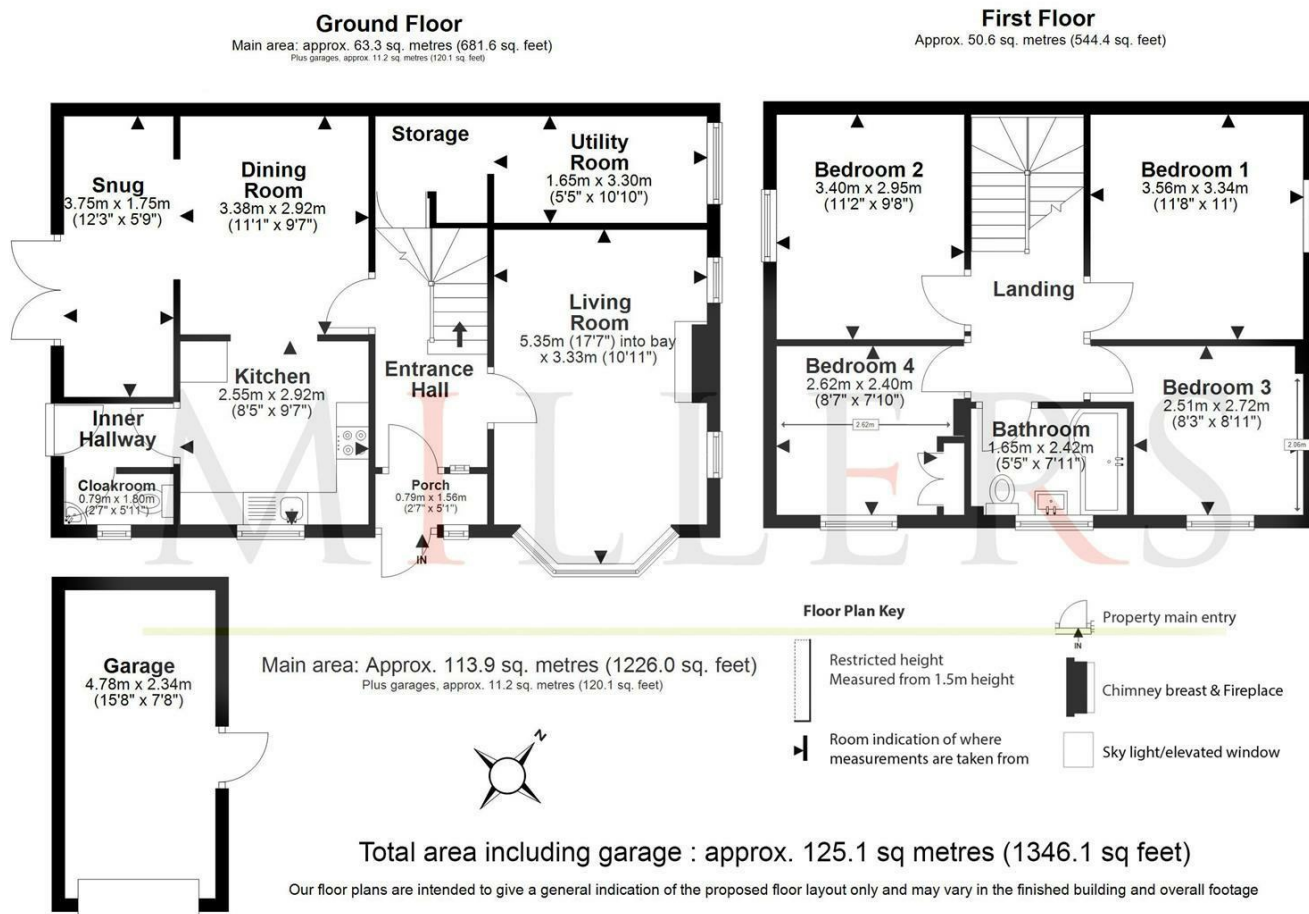 Ground Floor
Main area: approx. 63.3 sq. metres (681.6 sq. feet)
Plus garages, approx. 11.2 sq. metres (120.1 sq. feet)
First Floor
Approx. 50.6 sq. metres (544.4 sq. feet)
Snug
3.75m x 1.75m
(12'3" x 5'9")
Dining
Room
3.38m x 2.92m
(11'1" x 9'7")
Storage
Utility
Room
1.65m x 3.30m
(5'5" x 10'10")
Living
Room
5.35m (17'7") into bay
x 3.33m (10'11")
Entrance
Hall
Kitchen
2.55m x 2.92m
(8'5" x 9'7")
Inner
Hallway
Cloakroom
0.79m x 1.80m
(2'7" x 5'11")
Porch
0.79m x 1.56m
(2'7" x 5'1")
IN
Bedroom 2
3.40m x 2.95m
(11'2" x 9'8")
Bedroom 1
3.56m x 3.34m
(11'8" x 11')
Landing
Bedroom 4
2.62m x 2.40m
(8'7" x 7'10")
2.62m
Bathroom
1.65m x 2.42m
(5'5" x 7'11")
Bedroom 3
2.51m x 2.72m
(8'3" x 8'11")
2.06m
MILLERS
Garage
4.78m x 2.34m
(15'8" x 7'8")
Main area: Approx. 113.9 sq. metres (1226.0 sq. feet)
Plus garages, approx. 11.2 sq. metres (120.1 sq. feet)
N
Floor Plan Key
Restricted height
Measured from 1.5m height
Room indication of where
measurements are taken from
Property main entry
IN
Chimney breast & Fireplace
Sky light/elevated window
Total area including garage : approx. 125.1 sq metres (1346.1 sq feet)
Our floor plans are intended to give a general indication of the proposed floor layout only and may vary in the finished building and overall footage